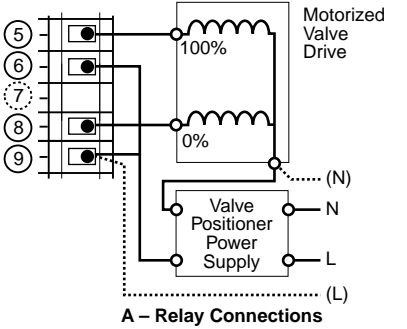 5
Motorized
Valve
Drive
100%
6
7
8
0%
9
(N)
Valve
Positioner
Power
Supply
N
L
(L)
A – Relay Connections